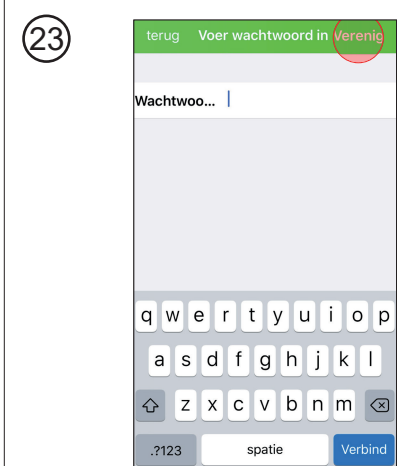 23
terug Voer wachtwoord in Verenig
Wachtwoo...
q w e r t y u i o p
a s d f g h j k l
z x c v b n m
.?123 spatie Verbind